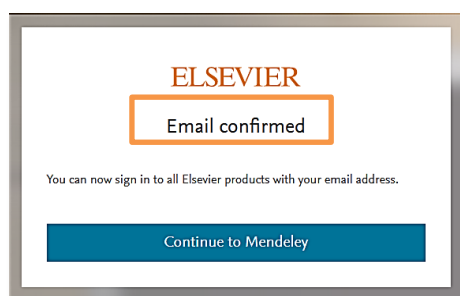 ELSEVIER
Email confirmed
You can now sign in to all Elsevier products with your email address.
Continue to Mendeley